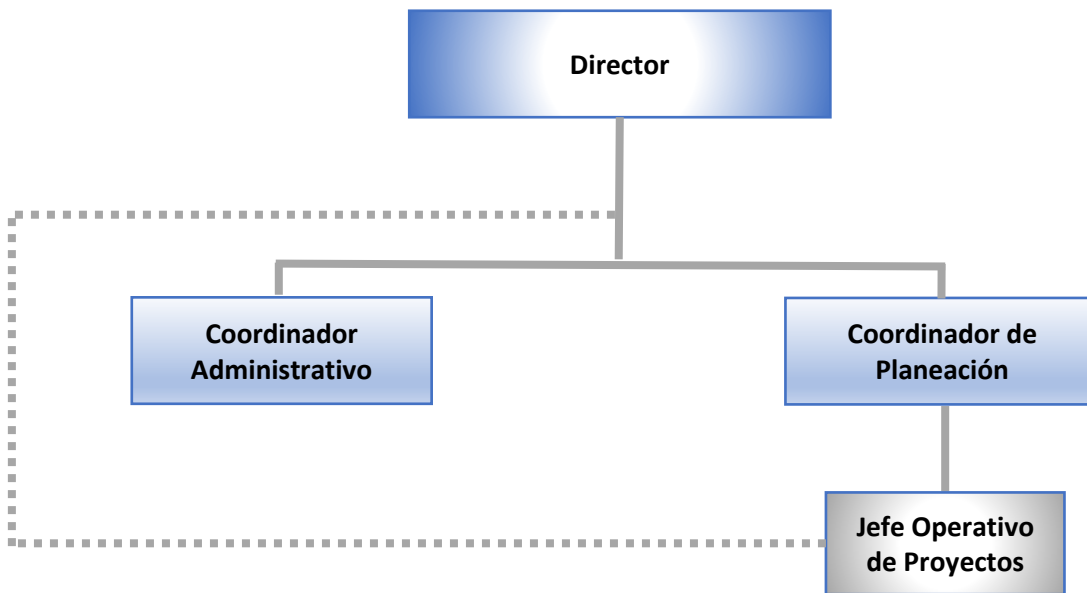 Director
Coordinador
Administrativo
Coordinador de
Planeación
Jefe Operativo
de Proyectos